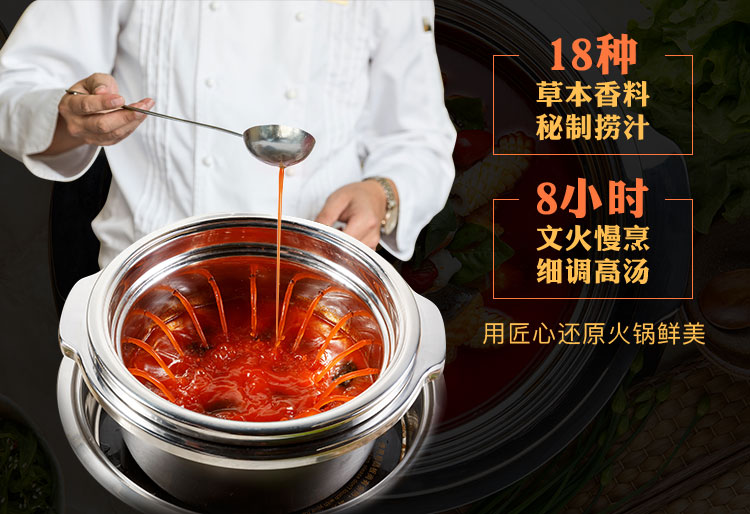 18种
草本香料
秘制捞汁
8小时
文火慢烹
细调高汤
用匠心还原火锅鲜美